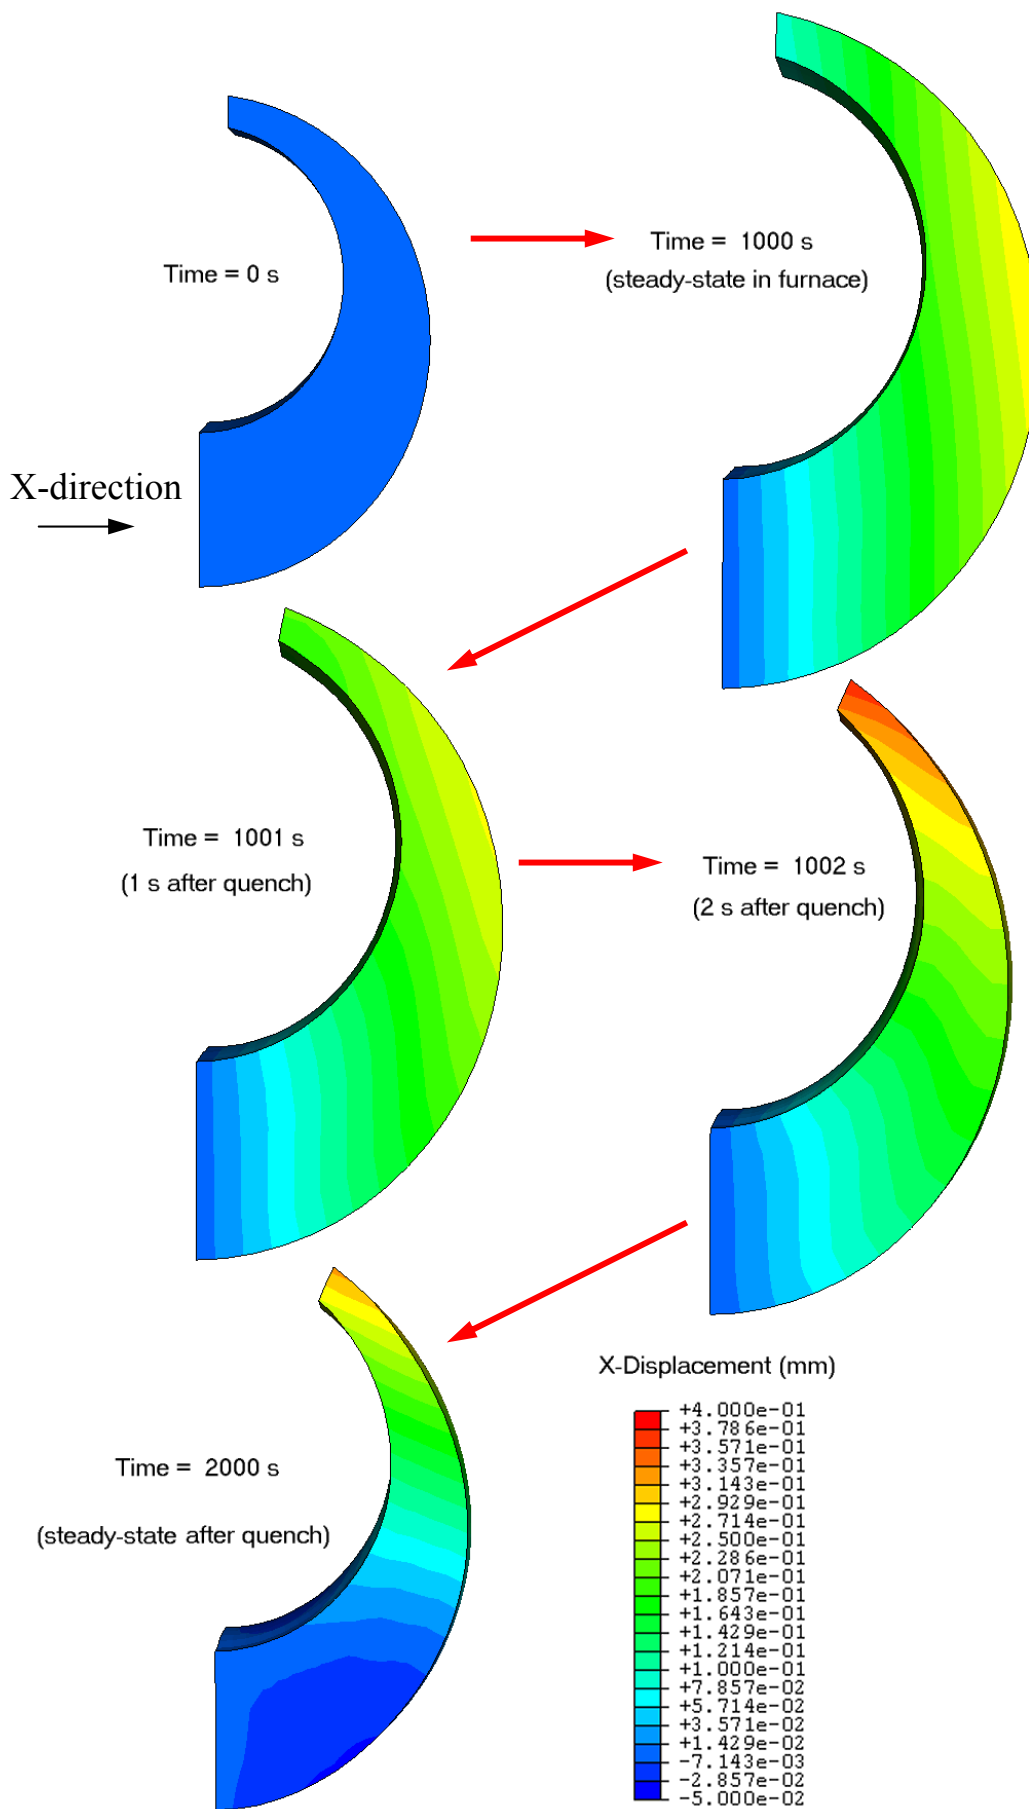 Time = 0 s
Time = 1000 s
(steady-state in furnace)
X-direction
Time = 1001 s
(1 s after quench)
Time = 1002 s
(2 s after quench)
Time = 2000 s
(steady-state after quench)
X-Displacement (mm)
+4.000e-01
+3.786e-01
+3.571e-01
+3.357e-01
+3.143e-01
+2.929e-01
+2.714e-01
+2.500e-01
+2.286e-01
+2.071e-01
+1.857e-01
+1.643e-01
+1.429e-01
+1.214e-01
+1.000e-01
+7.857e-02
+5.714e-02
+3.571e-02
+1.429e-02
-7.143e-03
-2.857e-02
-5.000e-02